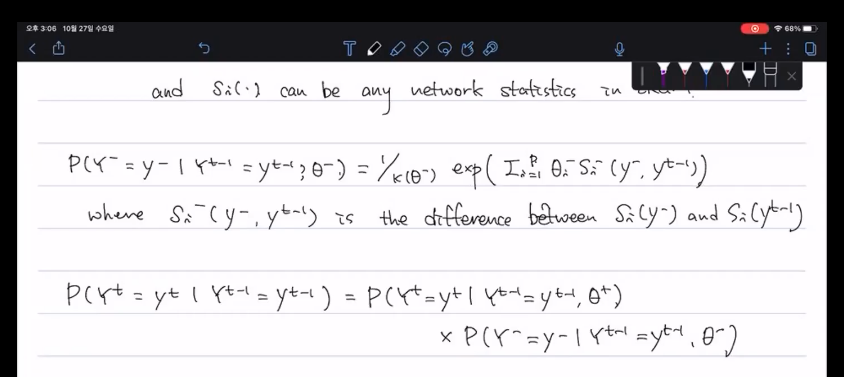 오후 3:06 10월 27일 수요일
68%
and Sᵢ(·) can be any network statistics in
P(Y⁻ = y⁻ | Yᵗ⁻¹ = yᵗ⁻¹; θ⁻) = 1/K(θ⁻) exp( Σᵢ₌₁ᵖ θᵢ⁻ Sᵢ⁻ (y⁻, yᵗ⁻¹))
where Sᵢ⁻(y⁻, yᵗ⁻¹) is the difference between Sᵢ(y⁻) and Sᵢ(yᵗ⁻¹)
P(Yᵗ = yᵗ | Yᵗ⁻¹ = yᵗ⁻¹) = P(Y⁺ = y⁺ | Yᵗ⁻¹ = yᵗ⁻¹, θ⁺)
× P(Y⁻ = y⁻ | Yᵗ⁻¹ = yᵗ⁻¹, θ⁻)